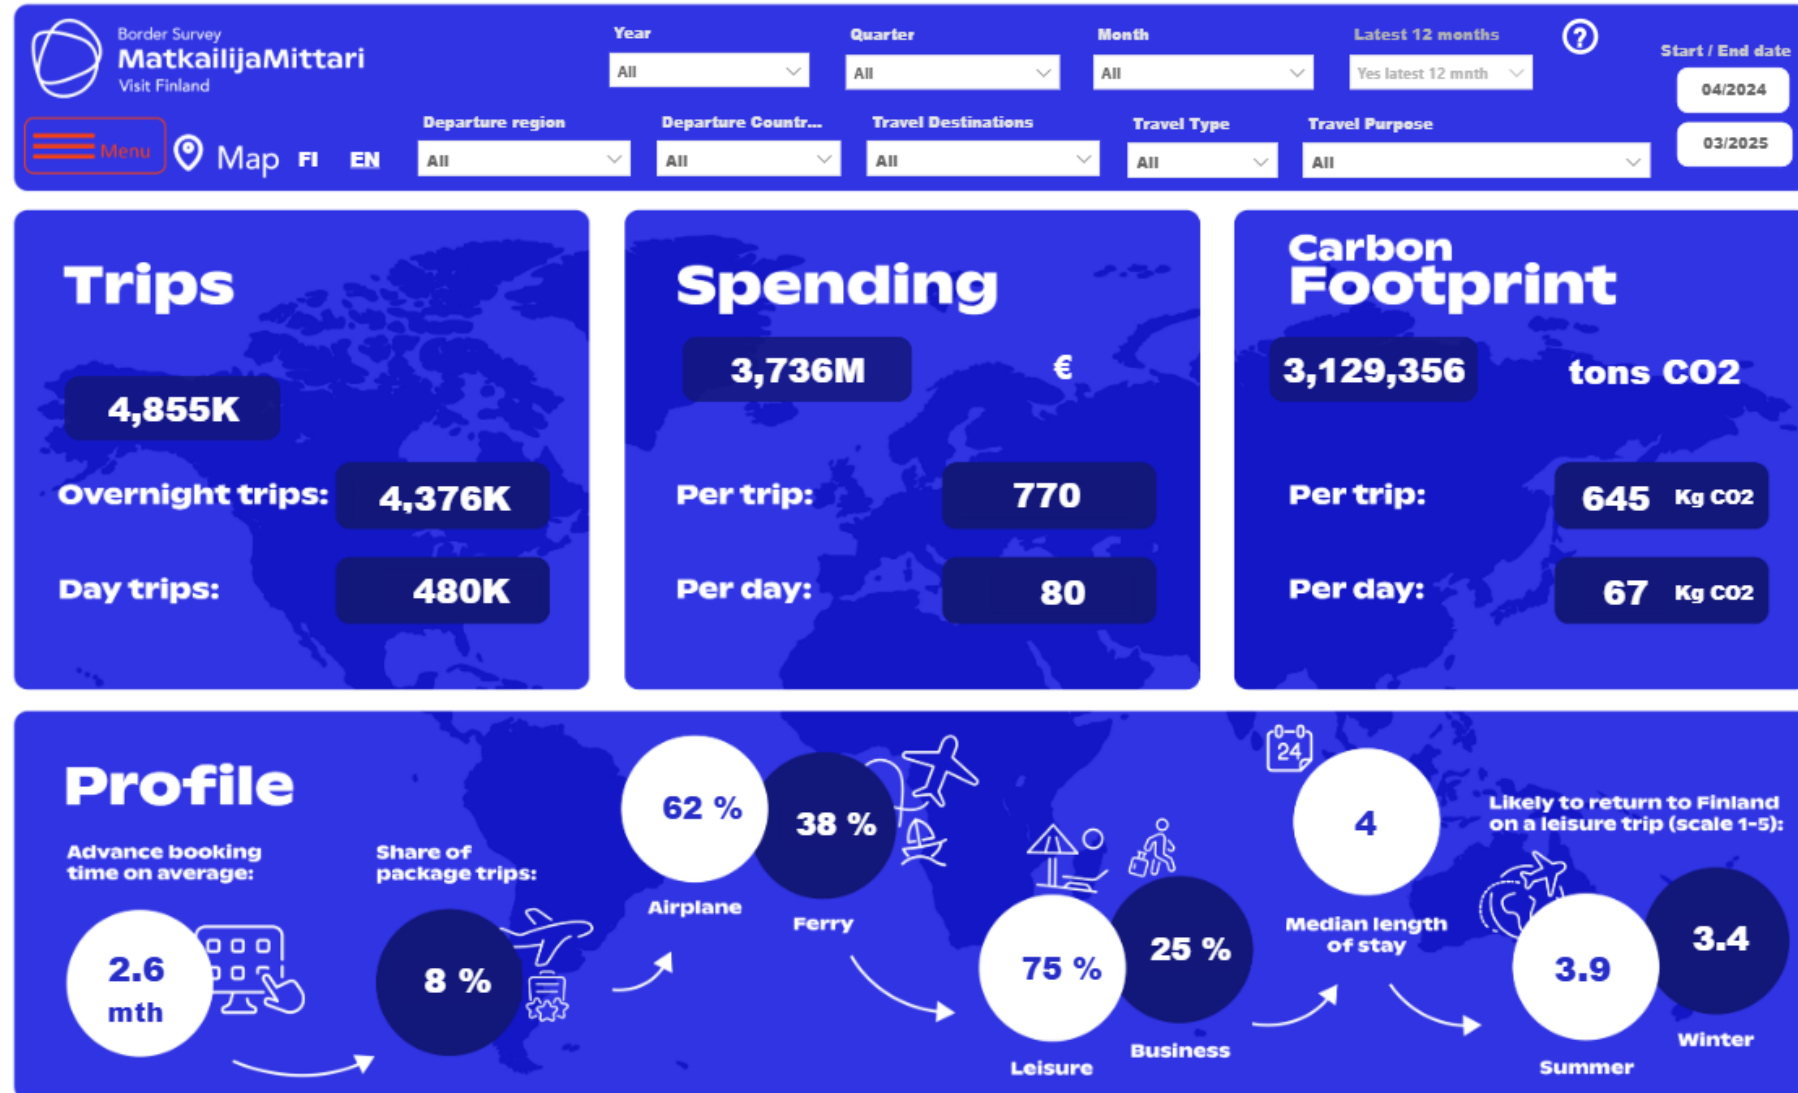 Border Survey
MatkailijaMittari
Visit Finland
Menu
Map FI EN
Year
All
Quarter
All
Month
All
Latest 12 months
Yes latest 12 mnth
?
Start / End date
04/2024
03/2025
Departure region
All
Departure Countr...
All
Travel Destinations
All
Travel Type
All
Travel Purpose
All
Trips
4,855K
Overnight trips: 4,376K
Day trips: 480K
Spending
3,736M €
Per trip: 770
Per day: 80
Carbon
Footprint
3,129,356 tons CO2
Per trip: 645 Kg CO2
Per day: 67 Kg CO2
Profile
Advance booking
time on average:
2.6
mth
Share of
package trips:
8 %
62 %
Airplane
38 %
Ferry
75 %
Leisure
25 %
Business
24
4
Median length
of stay
Likely to return to Finland
on a leisure trip (scale 1-5):
3.9
Summer
3.4
Winter